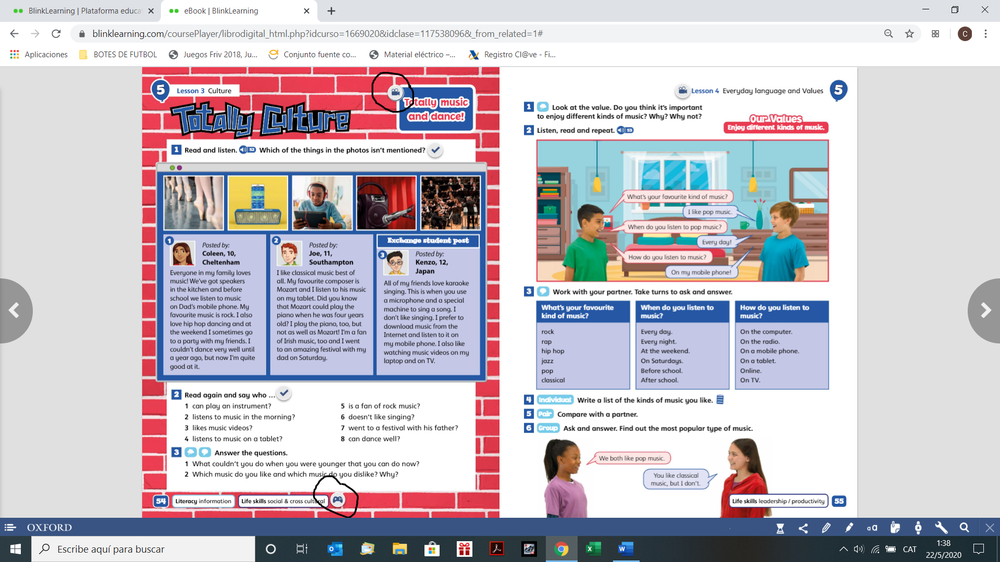 BlinkLearning | Plataforma educa
eBook | BlinkLearning
blinklearning.com/coursePlayer/librodigital_html.php?idcurso=1669020&idclase=117538096&_from_related=1#
C
Aplicaciones
BOTES DE FUTBOL
Juegos Friv 2018, Ju...
Conjunto fuente co...
Material eléctrico –...
Registro Cl@ve - Fi...
5
Lesson 3 Culture
Totally Culture
Totally music
and dance!
1 Read and listen. 52 Which of the things in the photos isn't mentioned?
1
Posted by:
Coleen, 10,
Cheltenham
Everyone in my family loves
music! We've got speakers
in the kitchen and before
school we listen to music
on Dad's mobile phone. My
favourite music is rock. I also
love hip hop dancing and at
the weekend I sometimes go
to a party with my friends. I
couldn't dance very well until
a year ago, but now I'm quite
good at it.
2
Posted by:
Joe, 11,
Southampton
I like classical music best of
all. My favourite composer is
Mozart and I listen to his music
on my tablet. Did you know
that Mozart could play the
piano when he was four years
old? I play the piano, too, but
not as well as Mozart! I'm a fan
of Irish music, too and I went
to an amazing festival with my
dad on Saturday.
Exchange student post
3
Posted by:
Kenzo, 12,
Japan
All of my friends love karaoke
singing. This is when you use
a microphone and a special
machine to sing a song. I
don't like singing. I prefer to
download music from the
Internet and listen to it on
my mobile phone. I also like
watching music videos on my
laptop and on TV.
2 Read again and say who ...
1 can play an instrument?
2 listens to music in the morning?
3 likes music videos?
4 listens to music on a tablet?
5 is a fan of rock music?
6 doesn't like singing?
7 went to a festival with his father?
8 can dance well?
3 Answer the questions.
1 What couldn't you do when you were younger that you can do now?
2 Which music do you like and which music do you dislike? Why?
54 Literacy information Life skills social & cross cultural
Lesson 4 Everyday language and Values 5
1 Look at the value. Do you think it's important
to enjoy different kinds of music? Why? Why not?
Our Values
Enjoy different kinds of music.
2 Listen, read and repeat. 53
What's your favourite kind of music?
I like pop music.
When do you listen to pop music?
Every day!
How do you listen to music?
On my mobile phone!
3 Work with your partner. Take turns to ask and answer.
What's your favourite
kind of music?
rock
rap
hip hop
jazz
pop
classical
When do you listen to
music?
Every day.
Every night.
At the weekend.
On Saturdays.
Before school.
After school.
How do you listen to
music?
On the computer.
On the radio.
On a mobile phone.
On a tablet.
Online.
On TV.
4 Individual Write a list of the kinds of music you like.
5 Pair Compare with a partner.
6 Group Ask and answer. Find out the most popular type of music.
We both like pop music.
You like classical
music, but I don't.
Life skills leadership / productivity 55
OXFORD
aa
Escribe aquí para buscar
CAT
1:38
22/5/2020